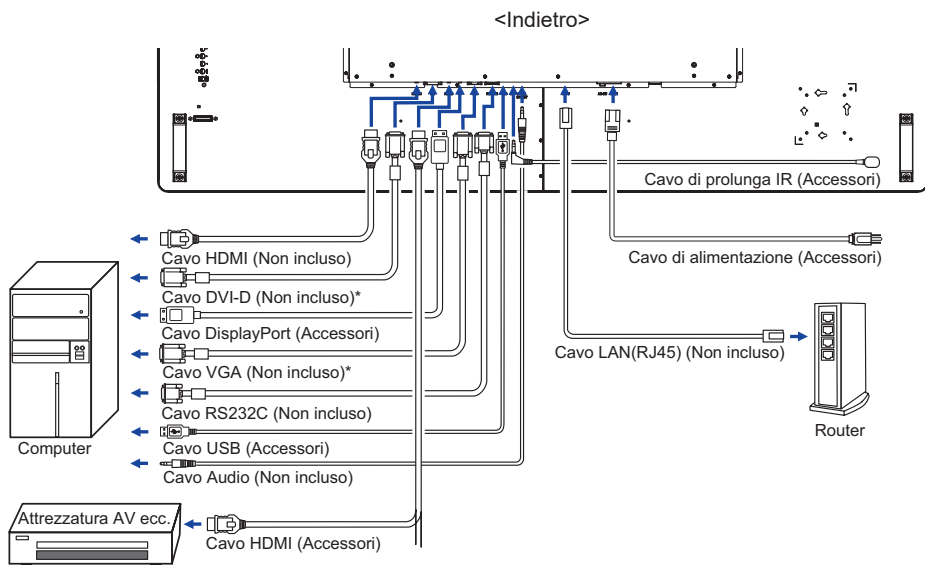 <Indietro>
Cavo di prolunga IR (Accessori)
Cavo HDMI (Non incluso)
Cavo di alimentazione (Accessori)
Cavo DVI-D (Non incluso)*
Cavo DisplayPort (Accessori)
Cavo LAN(RJ45) (Non incluso)
Cavo VGA (Non incluso)*
Cavo RS232C (Non incluso)
Router
Computer
Cavo USB (Accessori)
Cavo Audio (Non incluso)
Attrezzatura AV ecc.
Cavo HDMI (Accessori)